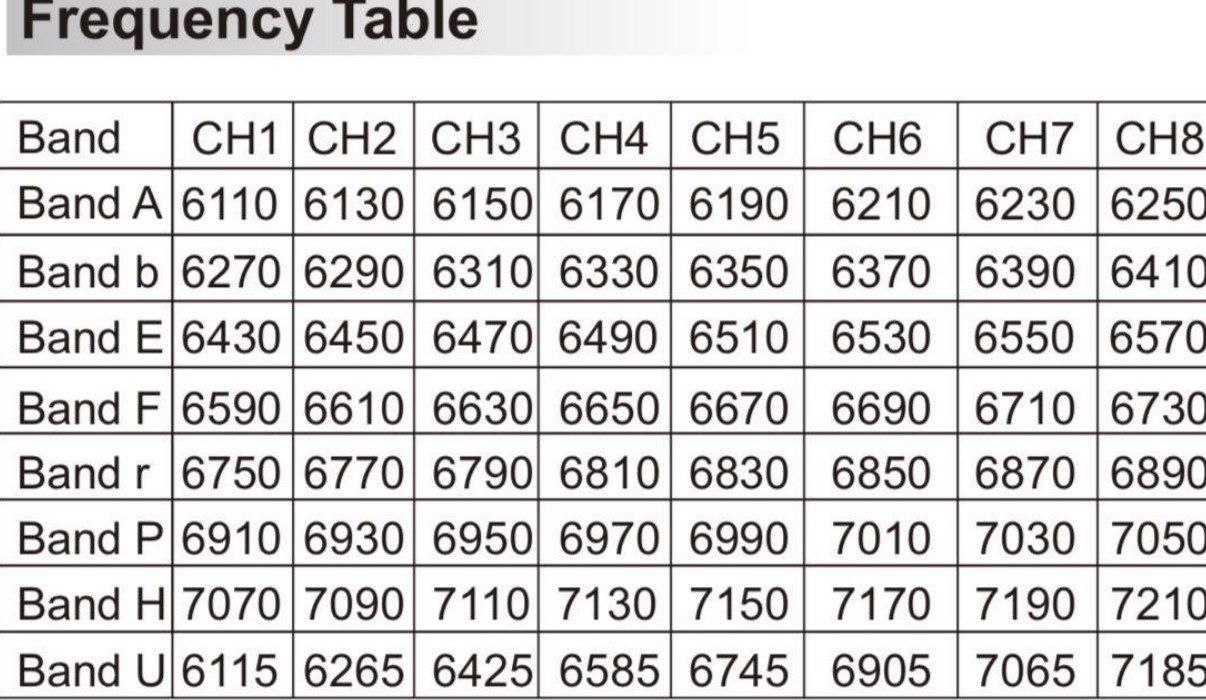 Frequency Table
Band CH1 CH2 CH3 CH4 CH5 CH6 CH7 CH8
Band A 6110 6130 6150 6170 6190 6210 6230 6250
Band b 6270 6290 6310 6330 6350 6370 6390 6410
Band E 6430 6450 6470 6490 6510 6530 6550 6570
Band F 6590 6610 6630 6650 6670 6690 6710 6730
Band r 6750 6770 6790 6810 6830 6850 6870 6890
Band P 6910 6930 6950 6970 6990 7010 7030 7050
Band H 7070 7090 7110 7130 7150 7170 7190 7210
Band U 6115 6265 6425 6585 6745 6905 7065 7185